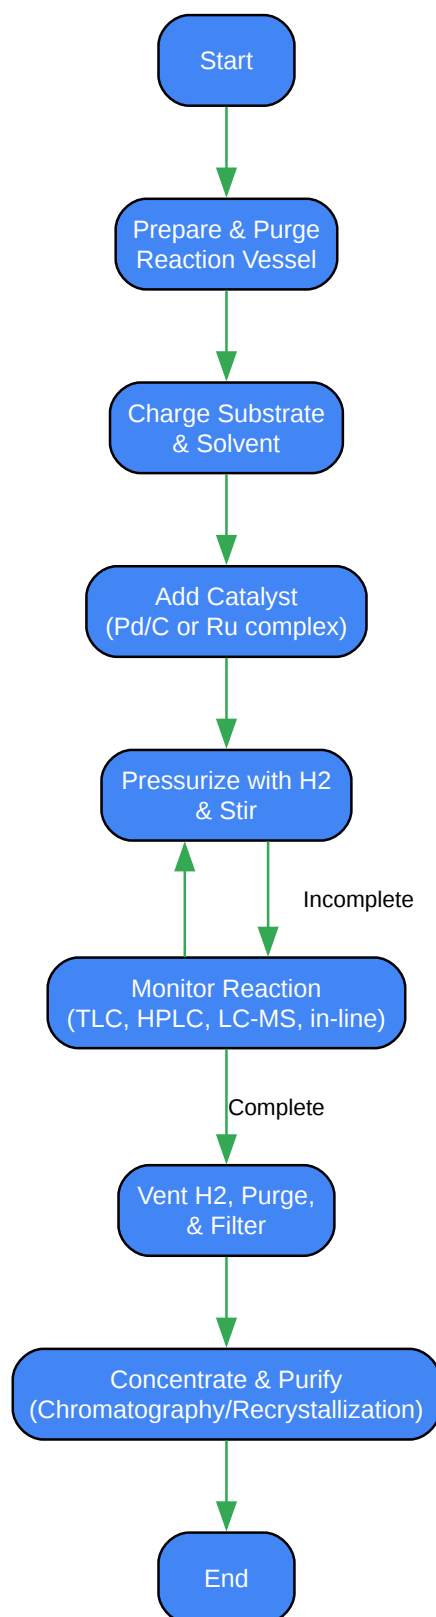 Start
Prepare & Purge
Reaction Vessel
Charge Substrate
& Solvent
Add Catalyst
(Pd/C or Ru complex)
Pressurize with H2
& Stir
Incomplete
Monitor Reaction
(TLC, HPLC, LC-MS, in-line)
Complete
Vent H2, Purge,
& Filter
Concentrate & Purify
(Chromatography/Recrystallization)
End